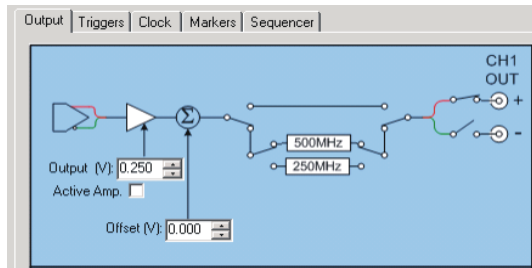 Output Triggers Clock Markers Sequencer
CH1
OUT
+
Σ
-
500MHz
Output (V): 0.250
250MHz
Active Amp.
Offset (V): 0.000